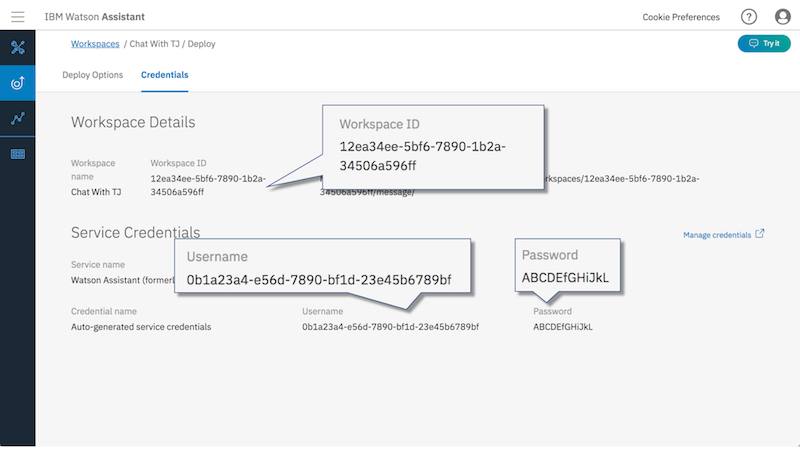 IBM Watson Assistant
Cookie Preferences
Workspaces / Chat With TJ / Deploy
Try it
Deploy Options
Credentials
Workspace Details
Workspace ID
12ea34ee-5bf6-7890-1b2a-
34506a596ff
Workspace
name
Workspace ID
Chat With TJ
12ea34ee-5bf6-7890-1b2a-
34506a596ff
/12ea34ee-5bf6-7890-1b2a-
34506a596ff/message/
Service Credentials
Manage credentials
Username
0b1a23a4-e56d-7890-bf1d-23e45b6789bf
Password
ABCDEfGHiJkL
Service name
Watson Assistant
Credential name
Auto-generated service credentials
Username
0b1a23a4-e56d-7890-bf1d-23e45b6789bf
Password
ABCDEfGHiJkL